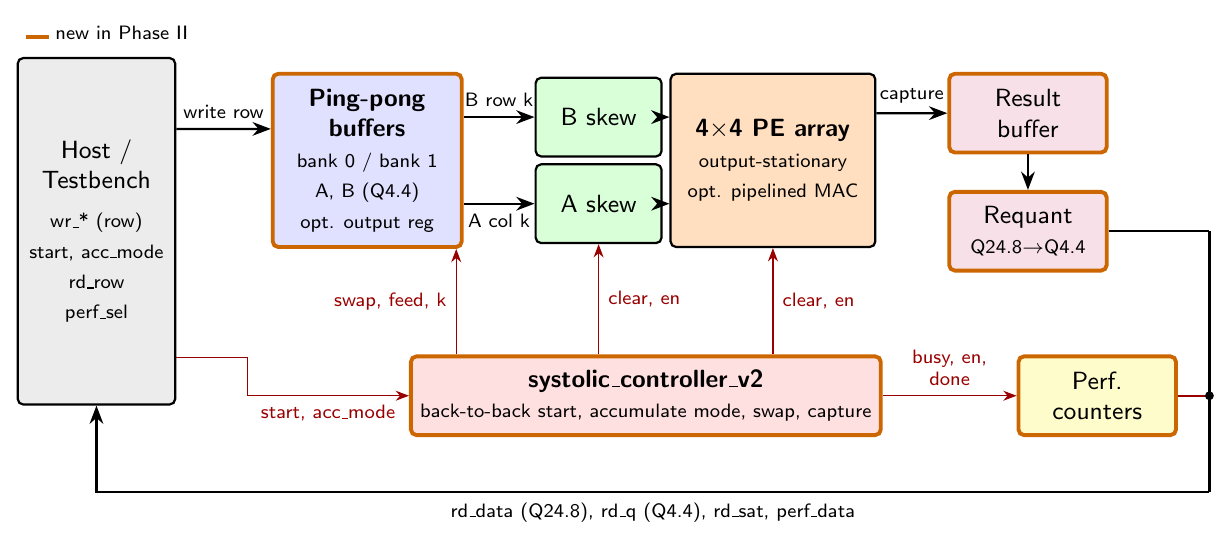 new in Phase II
Host /
Testbench
wr_* (row)
start, acc_mode
rd_row
perf_sel
write row
Ping-pong
buffers
bank 0 / bank 1
A, B (Q4.4)
opt. output reg
B row k
A col k
B skew
A skew
4×4 PE array
output-stationary
opt. pipelined MAC
capture
Result
buffer
Requant
Q24.8→Q4.4
swap, feed, k
clear, en
clear, en
start, acc_mode
systolic_controller_v2
back-to-back start, accumulate mode, swap, capture
busy, en,
done
Perf.
counters
rd_data (Q24.8), rd_q (Q4.4), rd_sat, perf_data